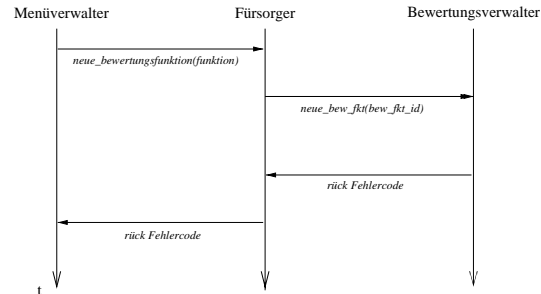 Menüverwalter Fürsorger Bewertungsverwalter
neue_bewertungsfunktion(funktion)
neue_bew_fkt(bew_fkt_id)
rück Fehlercode
rück Fehlercode
t